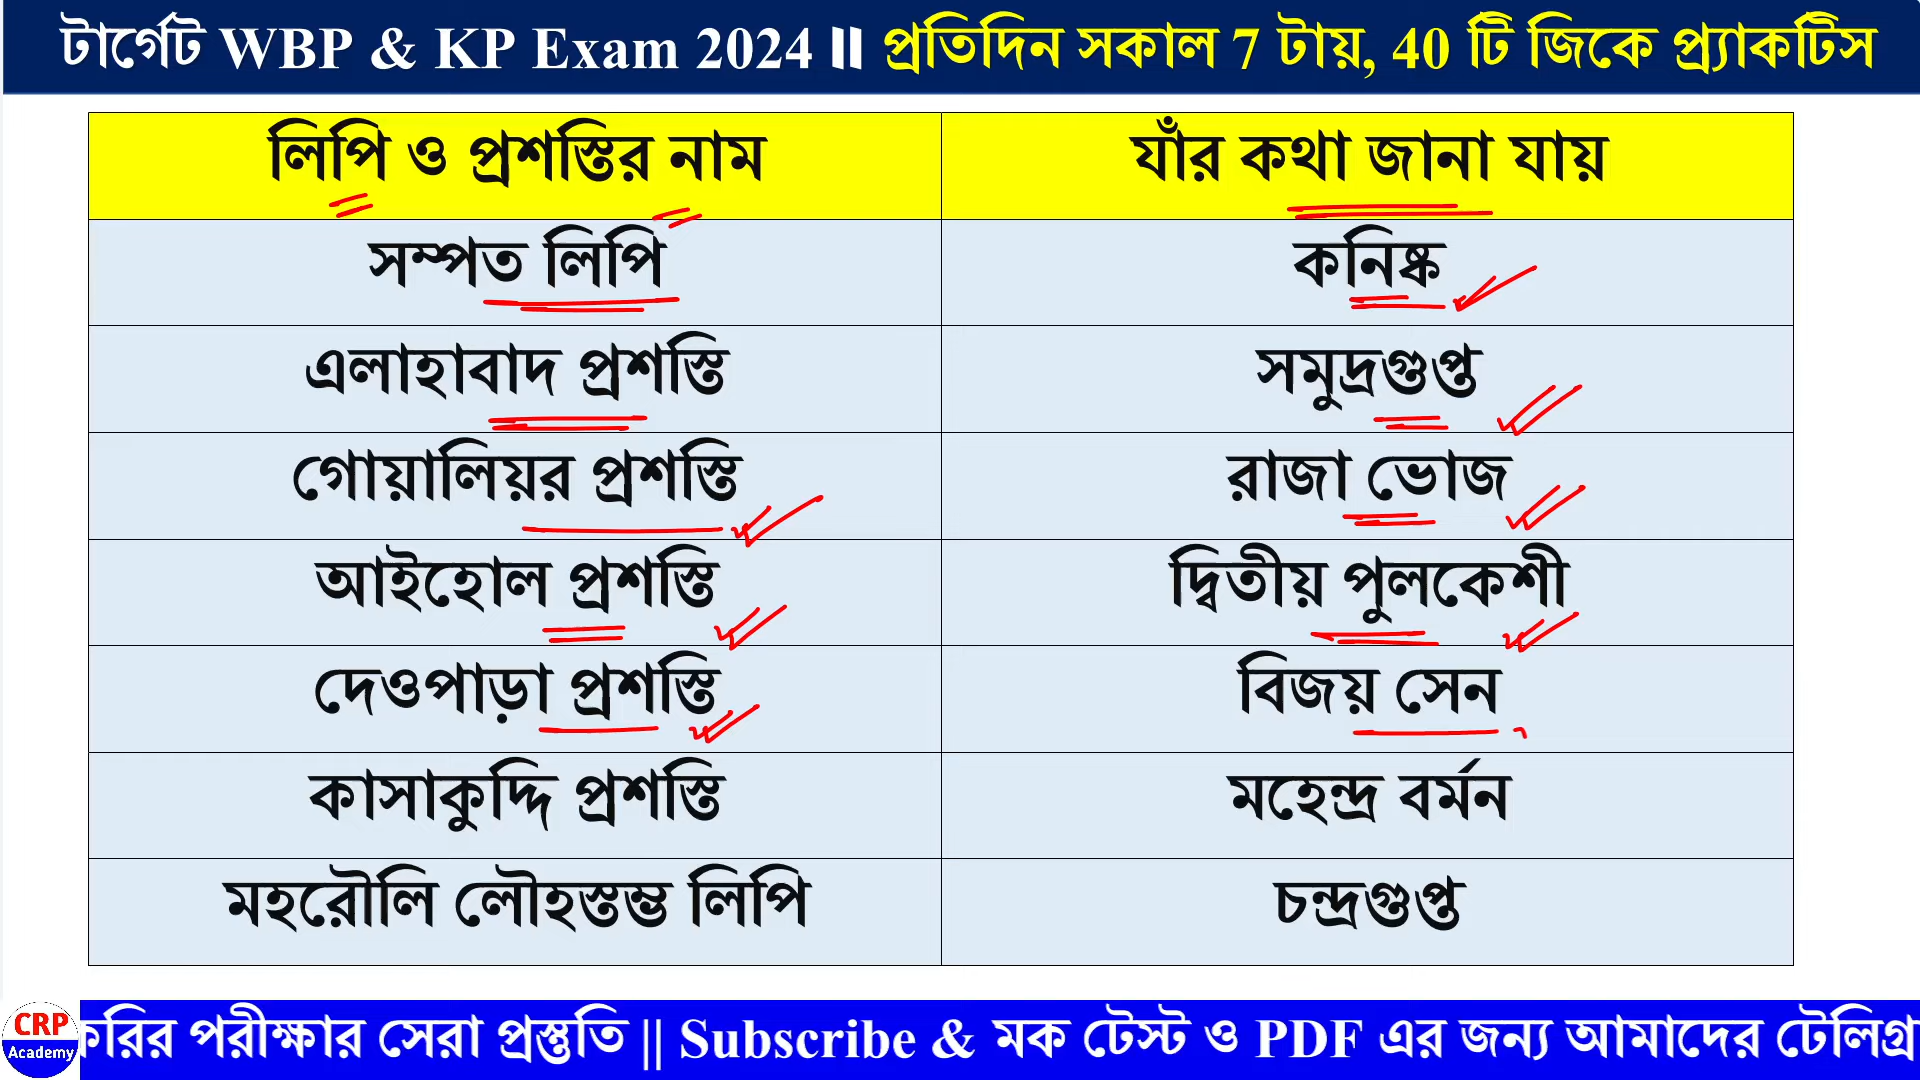 টার্গেট WBP & KP Exam 2024 ॥ প্রতিদিন সকাল 7 টায়, 40 টি জিকে প্র্যাকটিস
লিপি ও প্রশস্তির নাম যাঁর কথা জানা যায়
সম্পত লিপি কনিষ্ক
এলাহাবাদ প্রশস্তি সমুদ্রগুপ্ত
গোয়ালিয়র প্রশস্তি রাজা ভোজ
আইহোল প্রশস্তি দ্বিতীয় পুলকেশী
দেওপাড়া প্রশস্তি বিজয় সেন
কাসাকুদ্দি প্রশস্তি মহেন্দ্র বর্মন
মহরৌলি লৌহস্তম্ভ লিপি চন্দ্রগুপ্ত
CRP
Academy
করির পরীক্ষার সেরা প্রস্তুতি || Subscribe & মক টেস্ট ও PDF এর জন্য আমাদের টেলিগ্র